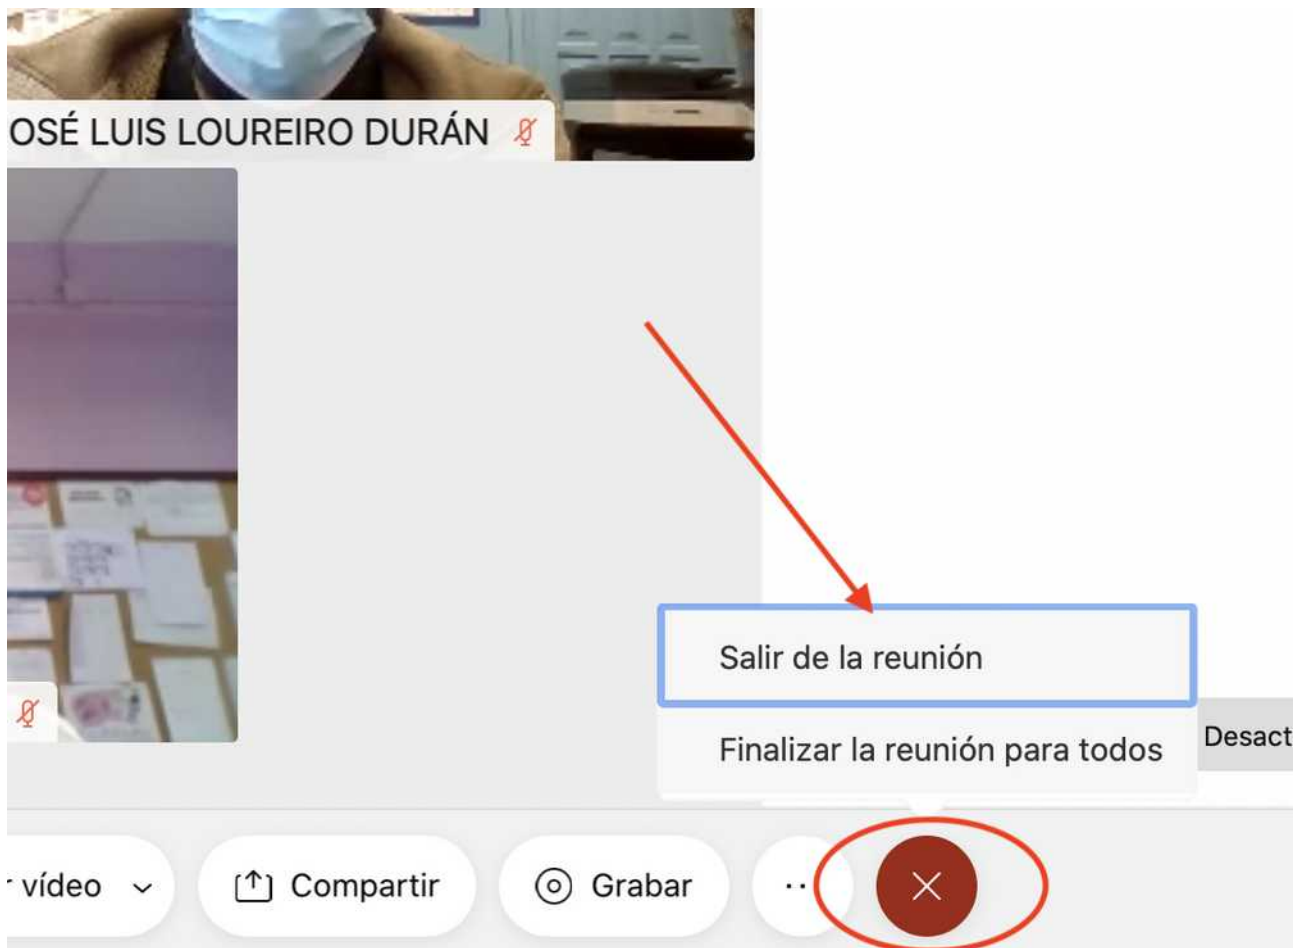 OSÉ LUIS LOUREIRO DURÁN
Salir de la reunión
Finalizar la reunión para todos
Desact
r vídeo
Compartir
Grabar